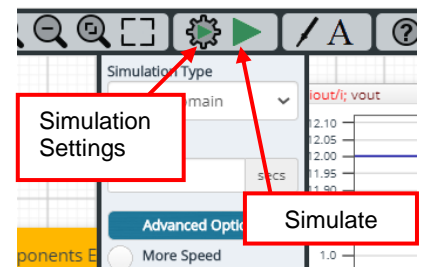 A
?
Simulation Type
omain
iout/i; vout
Simulation
Settings
12.10
12.05
12.00
11.95
11.90
secs
Simulate
Advanced Optio
ponents E
More Speed
1.0